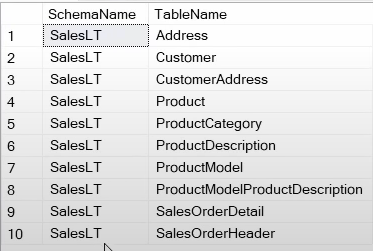 SchemaName TableName
1 SalesLT Address
2 SalesLT Customer
3 SalesLT CustomerAddress
4 SalesLT Product
5 SalesLT ProductCategory
6 SalesLT ProductDescription
7 SalesLT ProductModel
8 SalesLT ProductModelProductDescription
9 SalesLT SalesOrderDetail
10 SalesLT SalesOrderHeader